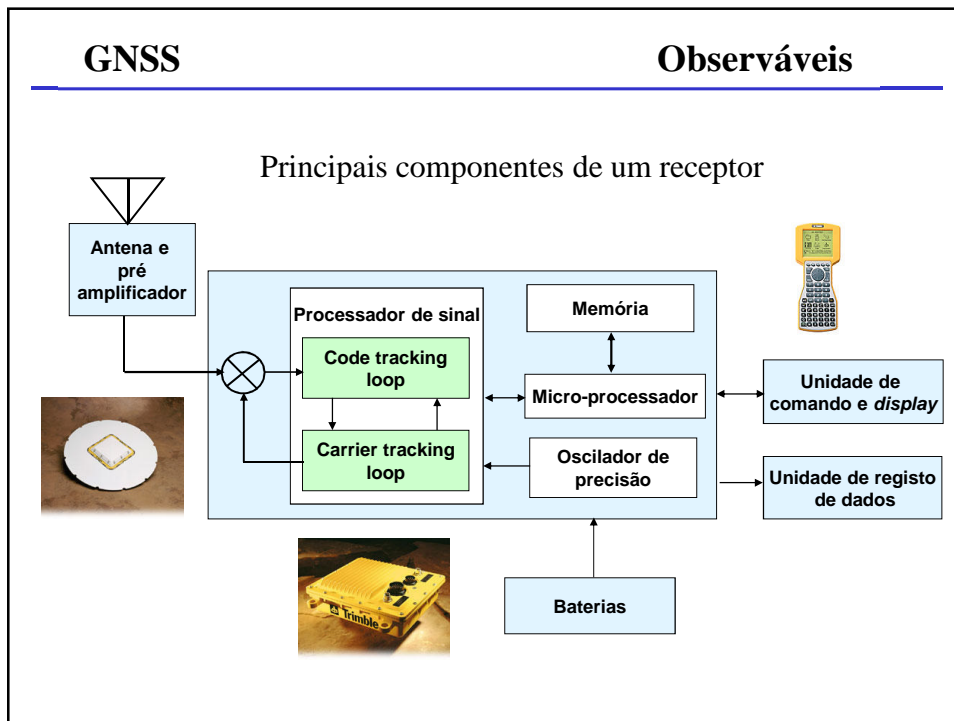 GNSS
Observáveis
Principais componentes de um receptor
Antena e
pré
amplificador
Processador de sinal
Code tracking
loop
Carrier tracking
loop
Memória
Micro-processador
Oscilador de
precisão
Unidade de
comando e display
Unidade de registo
de dados
Baterias
Trimble